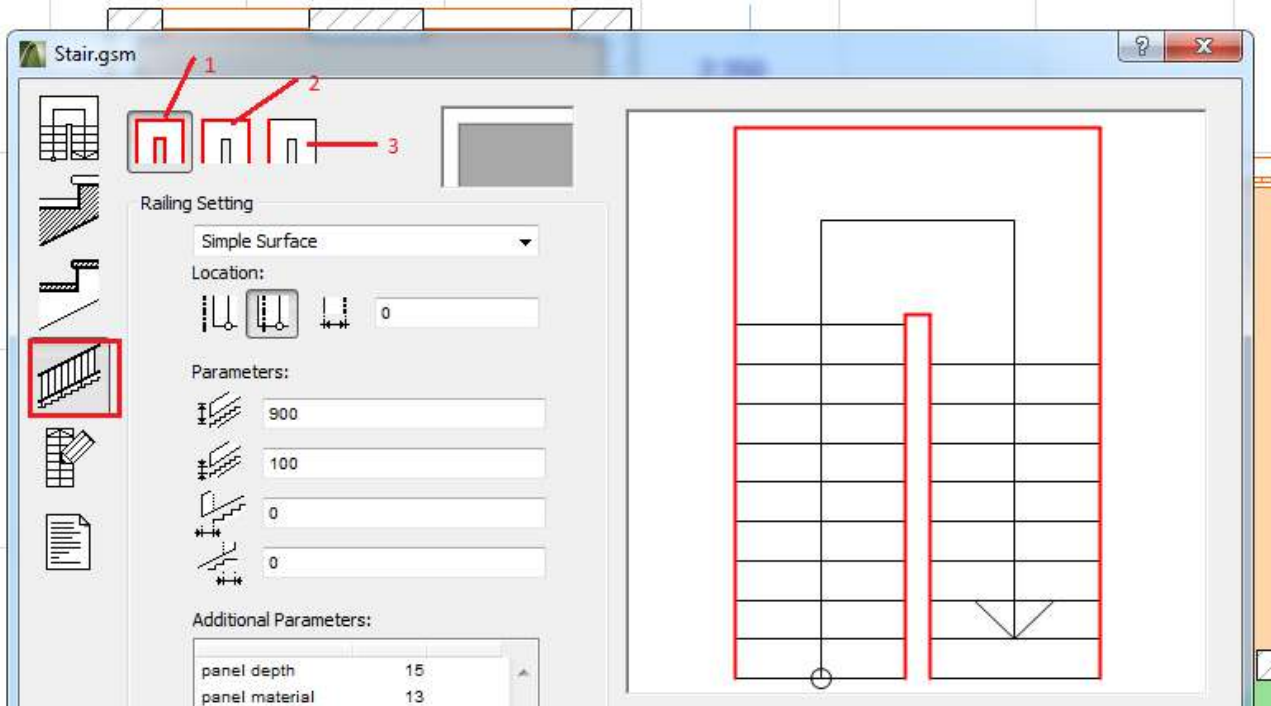 Stair.gsm
?
1
2
3
Railing Setting
Simple Surface
Location:
0
Parameters:
900
100
0
0
Additional Parameters:
panel depth 15
panel material 13